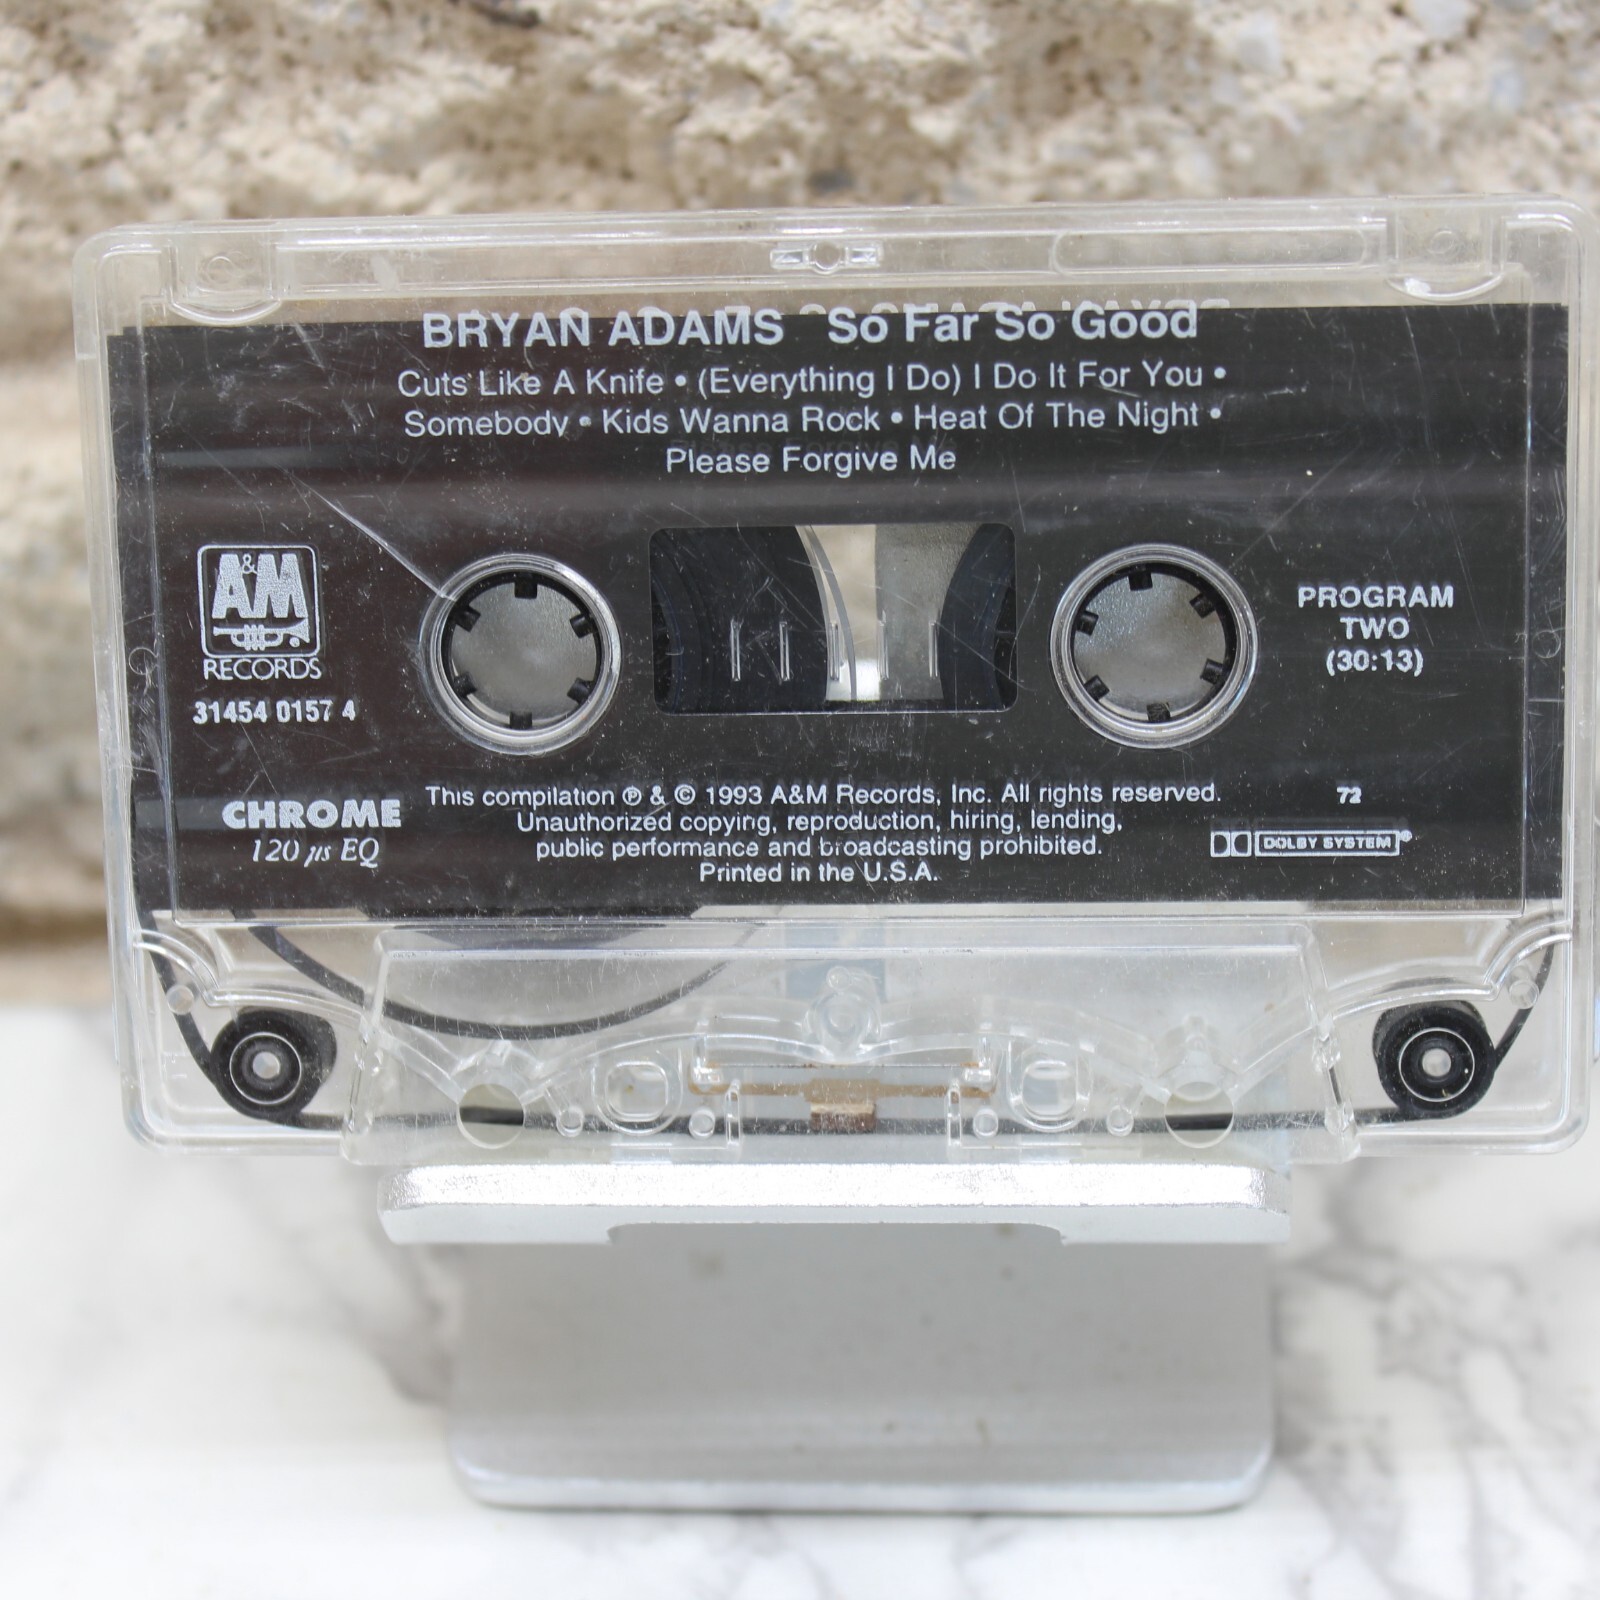 BRYAN ADAMS So Far So Good
Cuts Like A Knife • (Everything I Do) I Do It For You •
Somebody • Kids Wanna Rock • Heat Of The Night •
Please Forgive Me
A&M
RECORDS
31454 0157 4
PROGRAM
TWO
(30:13)
CHROME
120 µs EQ
This compilation ℗ & © 1993 A&M Records, Inc. All rights reserved.
Unauthorized copying, reproduction, hiring, lending,
public performance and broadcasting prohibited.
Printed in the U.S.A.
72
DOLBY SYSTEM®